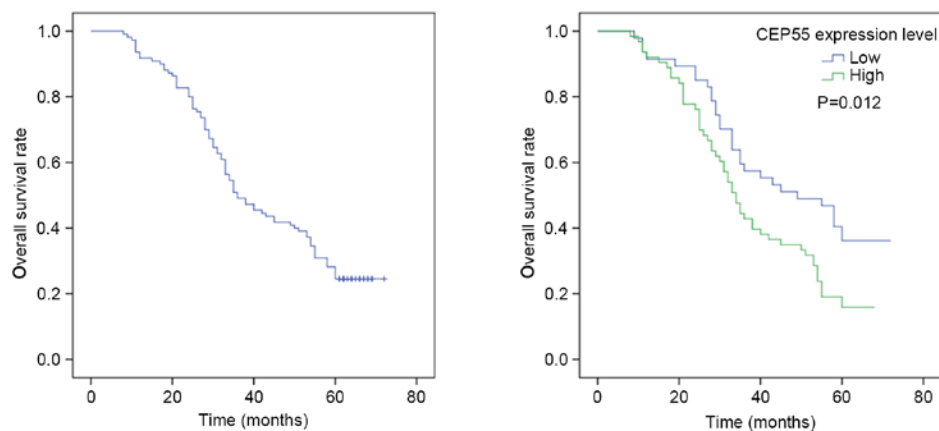 1.0
0.8
0.6
0.4
0.2
0.0
Overall survival rate
0 20 40 60 80
Time (months)
CEP55 expression level
Low
High
P=0.012
1.0
0.8
0.6
0.4
0.2
0.0
Overall survival rate
0 20 40 60 80
Time (months)